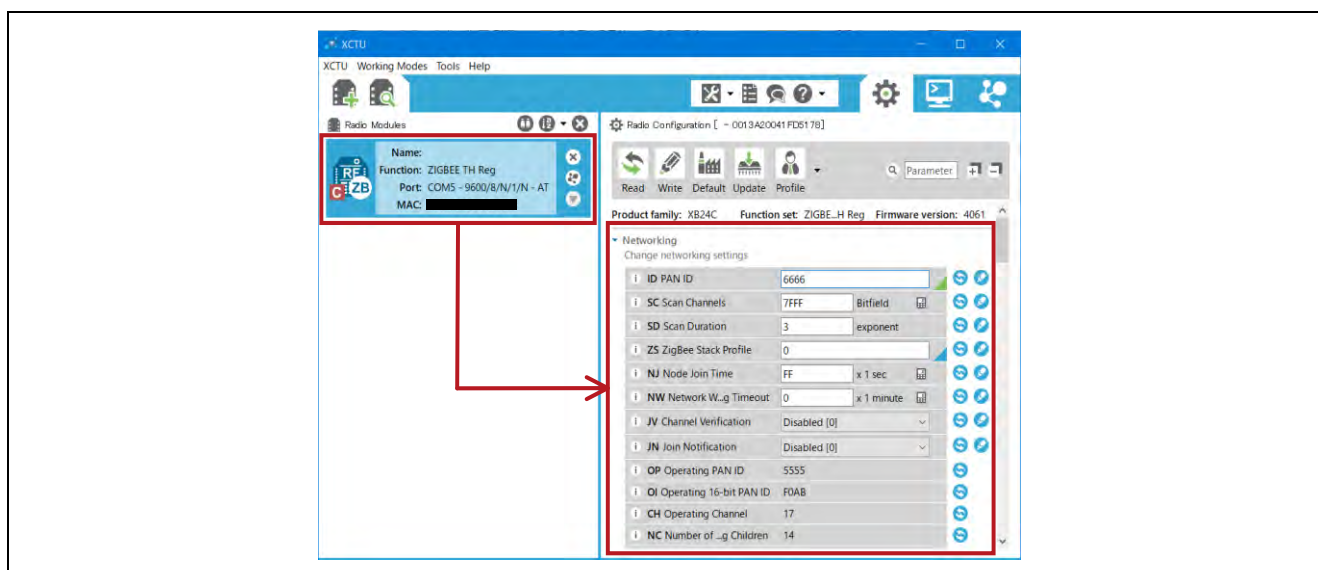 XCTU
XCTU Working Modes Tools Help
Radio Modules
Radio Configuration [ - 0013A20041FD5178]
Name:
Function: ZIGBEE TH Reg
Port: COM5 - 9600/8/N/1/N - AT
MAC:
RF
C ZB
Read Write Default Update Profile
Parameter
Product family: XB24C Function set: ZIGBE...H Reg Firmware version: 4061
Networking
Change networking settings
i ID PAN ID 6666
i SC Scan Channels 7FFF Bitfield
i SD Scan Duration 3 exponent
i ZS ZigBee Stack Profile 0
i NJ Node Join Time FF x 1 sec
i NW Network W...g Timeout 0 x 1 minute
i JV Channel Verification Disabled [0]
i JN Join Notification Disabled [0]
i OP Operating PAN ID 5555
i OI Operating 16-bit PAN ID F0AB
i CH Operating Channel 17
i NC Number of ...g Children 14